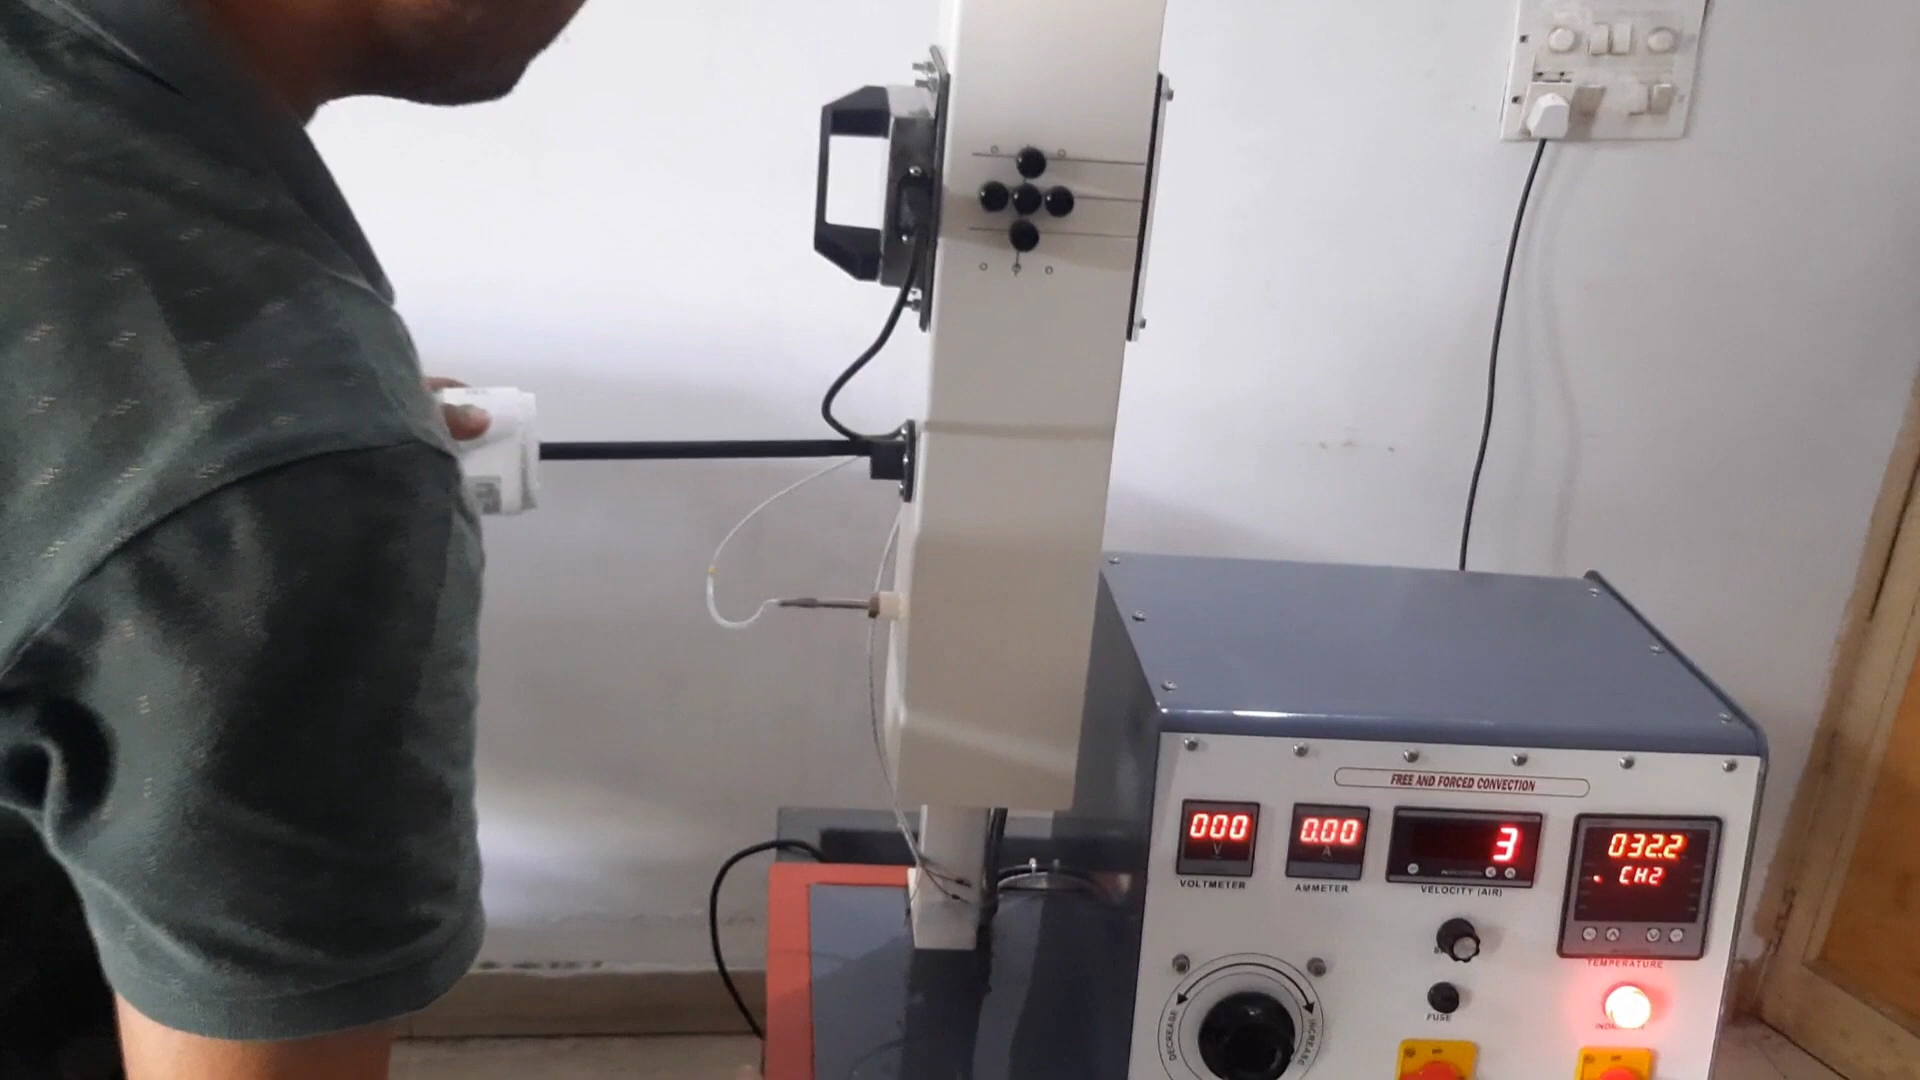 FREE AND FORCED CONVECTION
000
V
0.00
A
3
032.2
CH2
VOLTMETER
AMMETER
VELOCITY (AIR)
TEMPERATURE
FUSE
DECREASE
INCREASE